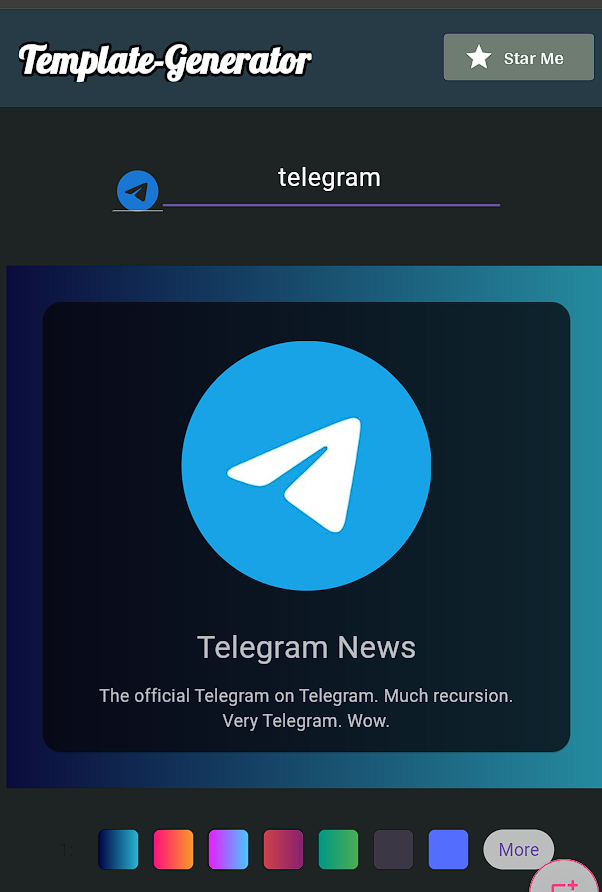 Template-Generator
Star Me
telegram
Telegram News
The official Telegram on Telegram. Much recursion.
Very Telegram. Wow.
1:
More